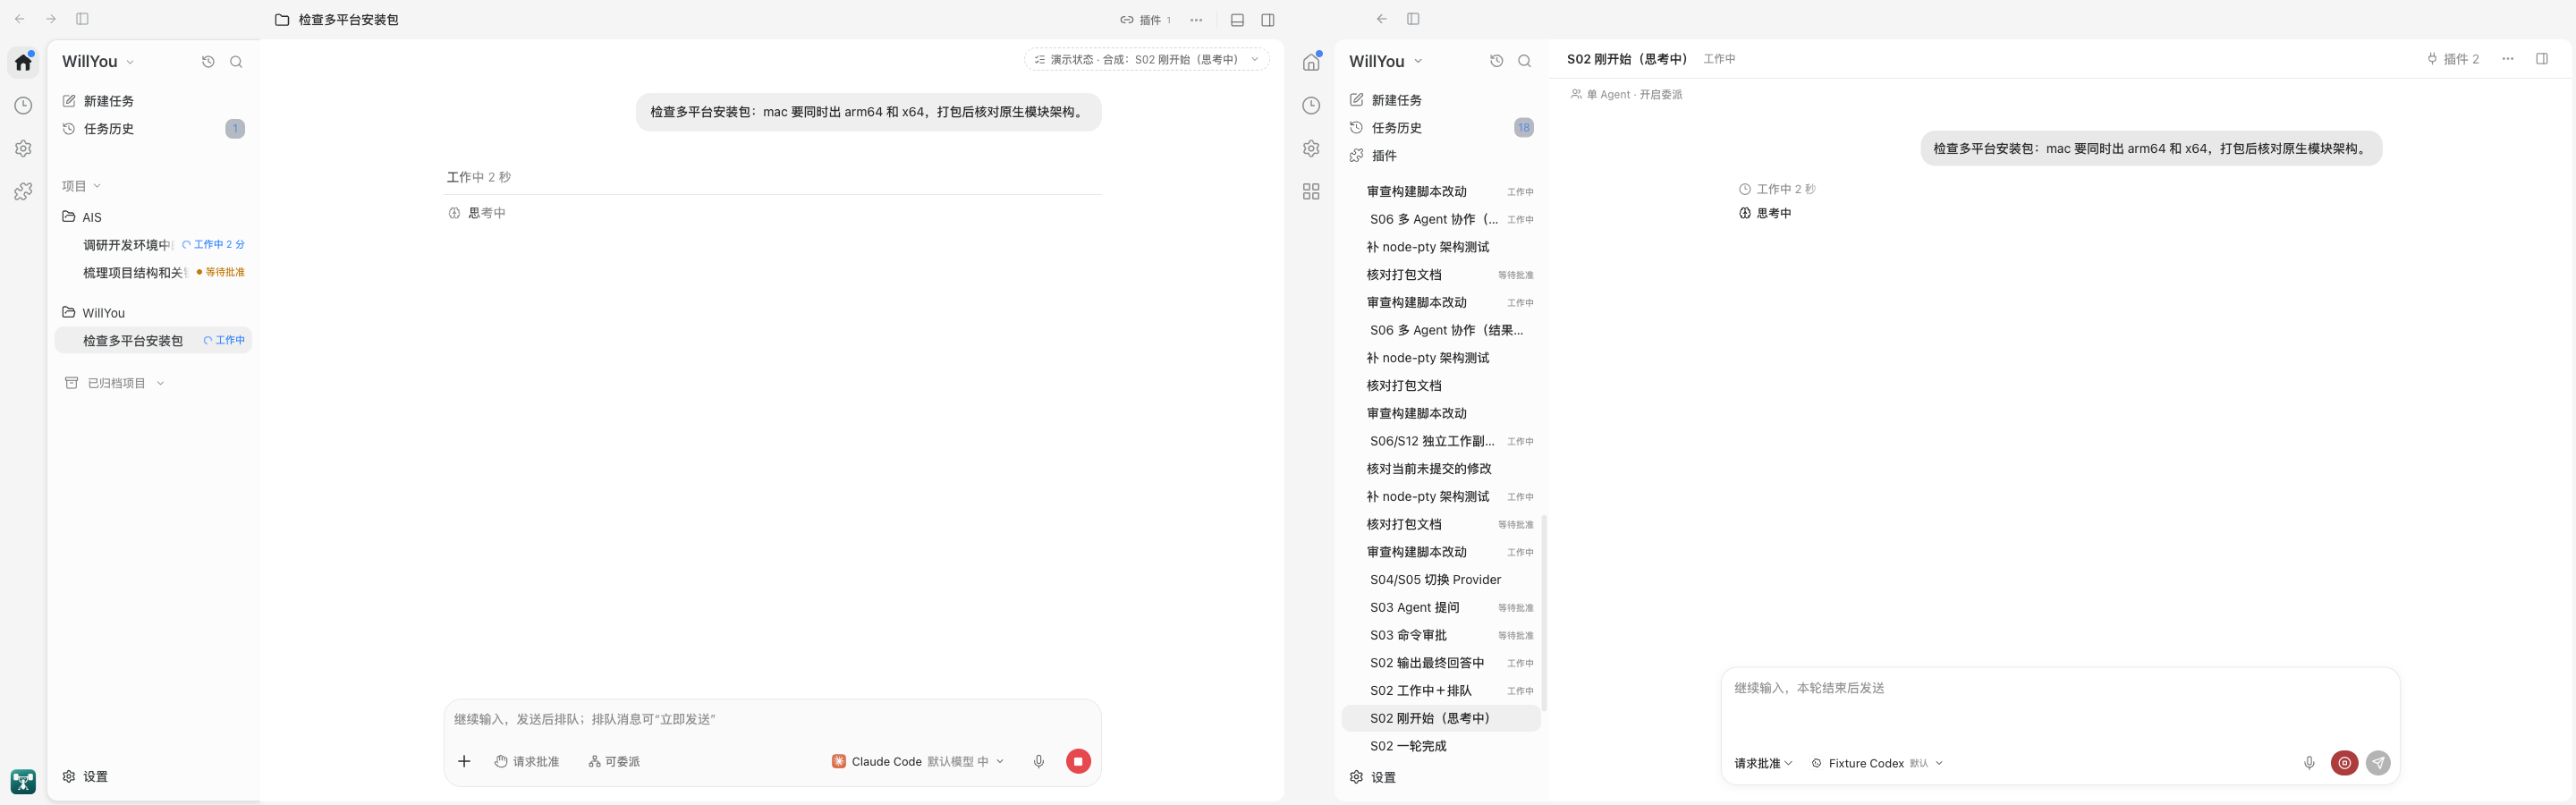 检查多平台安装包
插件 1
WillYou
新建任务
任务历史
1
项目
AIS
调研开发环境中
工作中 2 分
梳理项目结构和关
等待批准
WillYou
检查多平台安装包
工作中
已归档项目
设置
演示状态 · 合成：S02 刚开始（思考中）
检查多平台安装包：mac 要同时出 arm64 和 x64，打包后核对原生模块架构。
工作中 2 秒
思考中
继续输入，发送后排队；排队消息可“立即发送”
请求批准
可委派
Claude Code 默认模型 中
WillYou
新建任务
任务历史
18
插件
审查构建脚本改动 工作中
S06 多 Agent 协作（...
补 node-pty 架构测试
核对打包文档 等待批准
审查构建脚本改动 工作中
S06 多 Agent 协作（结果...
补 node-pty 架构测试
核对打包文档
审查构建脚本改动
S06/S12 独立工作副... 工作中
核对当前未提交的修改
补 node-pty 架构测试 工作中
核对打包文档 等待批准
审查构建脚本改动 工作中
S04/S05 切换 Provider
S03 Agent 提问 等待批准
S03 命令审批 等待批准
S02 输出最终回答中 工作中
S02 工作中＋排队 工作中
S02 刚开始（思考中）
S02 一轮完成
设置
S02 刚开始（思考中） 工作中
插件 2
单 Agent · 开启委派
检查多平台安装包：mac 要同时出 arm64 和 x64，打包后核对原生模块架构。
工作中 2 秒
思考中
继续输入，本轮结束后发送
请求批准
Fixture Codex 默认